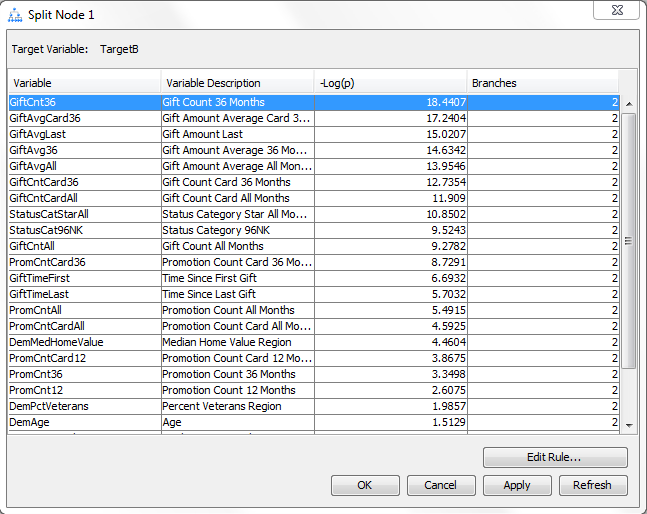 Split Node 1
Target Variable: TargetB
Variable Variable Description -Log(p) Branches
GiftCnt36 Gift Count 36 Months 18.4407 2
GiftAvgCard36 Gift Amount Average Card 3... 17.2404 2
GiftAvgLast Gift Amount Last 15.0207 2
GiftAvg36 Gift Amount Average 36 Mo... 14.6342 2
GiftAvgAll Gift Amount Average All Mon... 13.9546 2
GiftCntCard36 Gift Count Card 36 Months 12.7354 2
GiftCntCardAll Gift Count Card All Months 11.909 2
StatusCatStarAll Status Category Star All Mo... 10.8502 2
StatusCat96NK Status Category 96NK 9.5243 2
GiftCntAll Gift Count All Months 9.2782 2
PromCntCard36 Promotion Count Card 36 Mo... 8.7291 2
GiftTimeFirst Time Since First Gift 6.6932 2
GiftTimeLast Time Since Last Gift 5.7032 2
PromCntAll Promotion Count All Months 5.4915 2
PromCntCardAll Promotion Count Card All Mo... 4.5925 2
DemMedHomeValue Median Home Value Region 4.4604 2
PromCntCard12 Promotion Count Card 12 Mo... 3.8675 2
PromCnt36 Promotion Count 36 Months 3.3498 2
PromCnt12 Promotion Count 12 Months 2.6075 2
DemPctVeterans Percent Veterans Region 1.9857 2
DemAge Age 1.5129 2
Edit Rule...
OK Cancel Apply Refresh